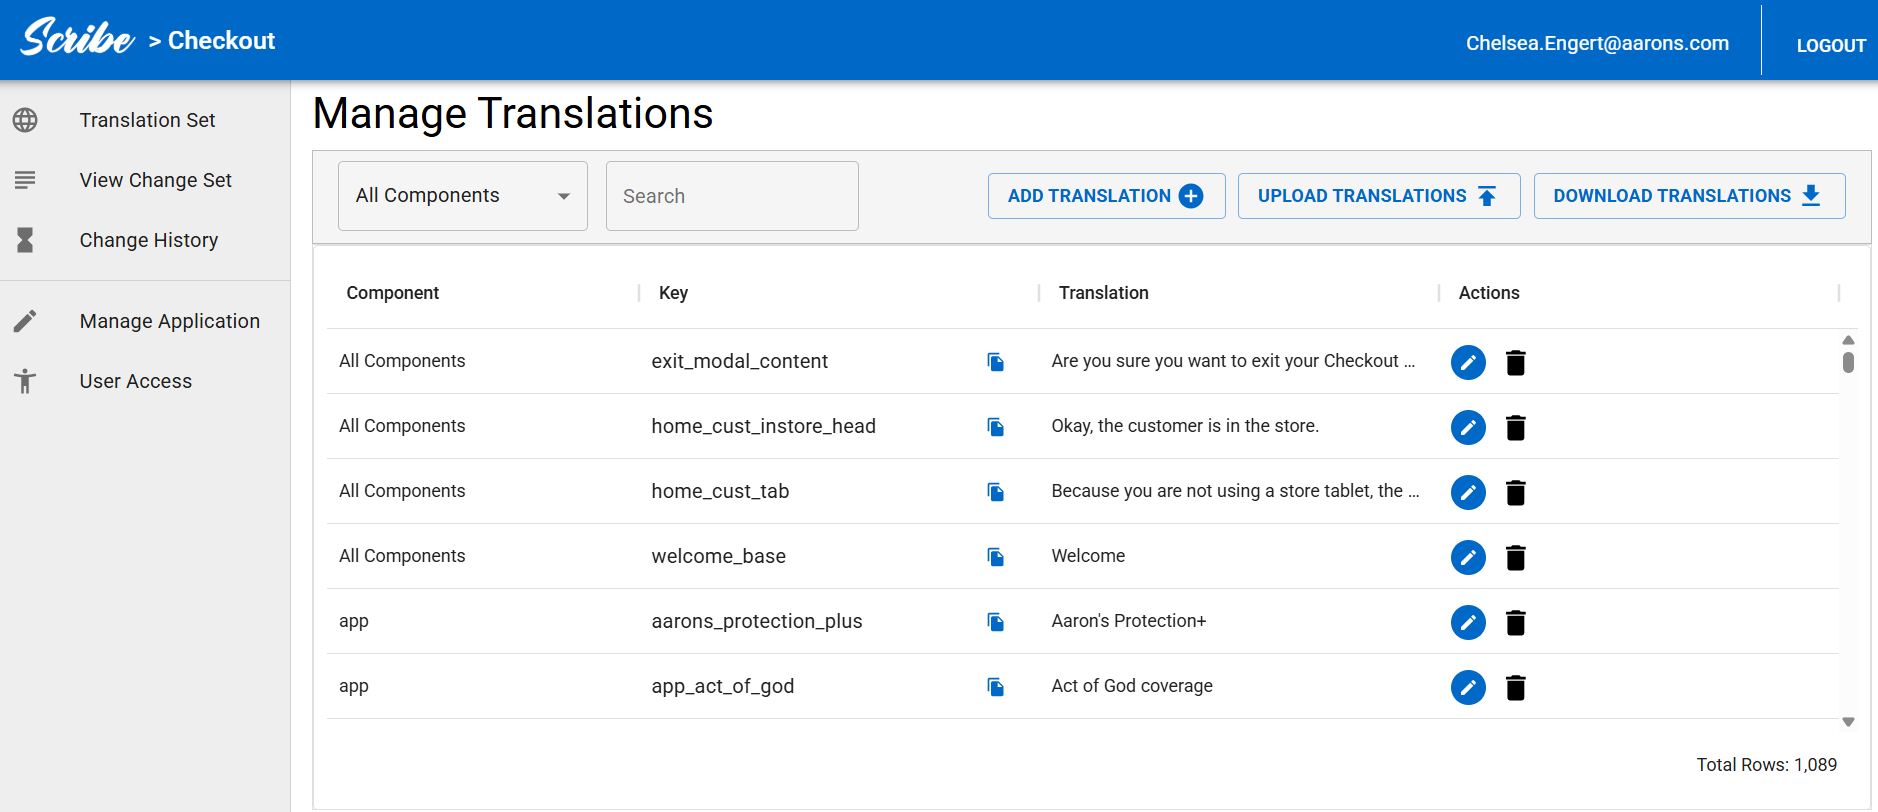 Scribe > Checkout
Chelsea.Engert@aarons.com
LOGOUT
Translation Set
View Change Set
Change History
Manage Application
User Access
Manage Translations
All Components
Search
ADD TRANSLATION
UPLOAD TRANSLATIONS
DOWNLOAD TRANSLATIONS
Component Key Translation Actions
All Components exit_modal_content Are you sure you want to exit your Checkout ...
All Components home_cust_instore_head Okay, the customer is in the store.
All Components home_cust_tab Because you are not using a store tablet, the ...
All Components welcome_base Welcome
app aarons_protection_plus Aaron's Protection+
app app_act_of_god Act of God coverage
Total Rows: 1,089